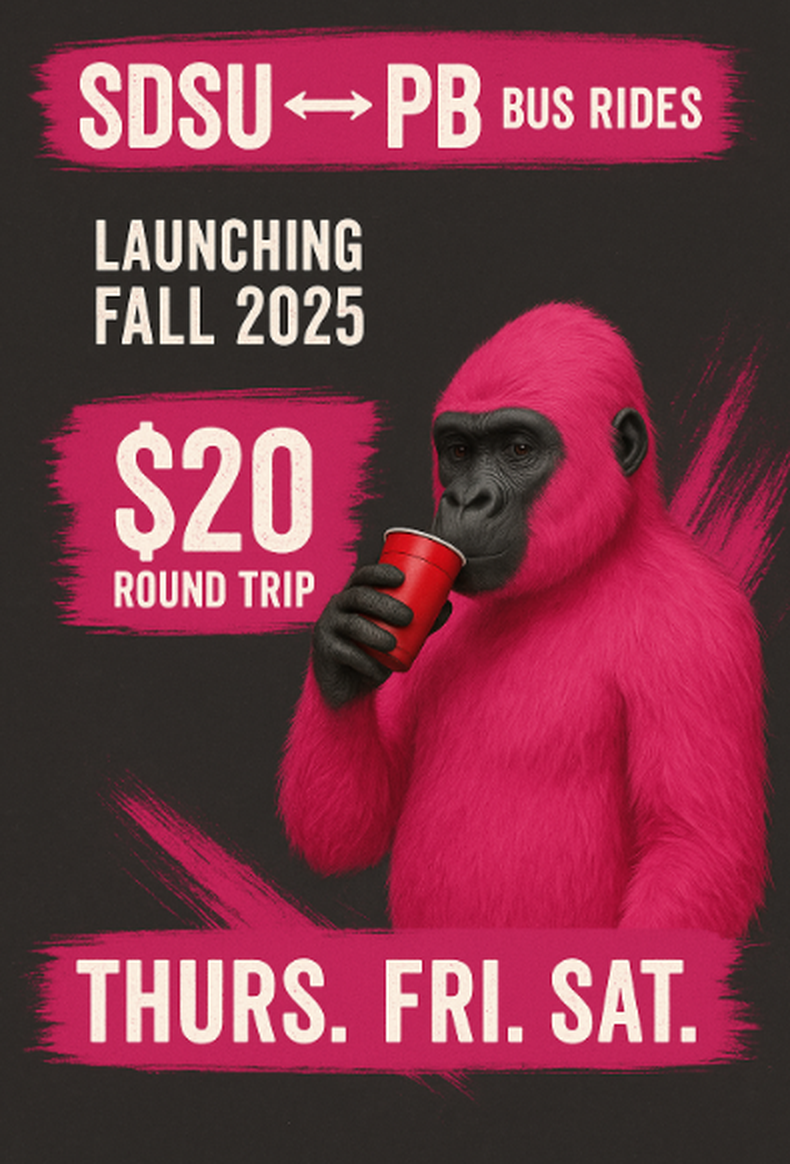 SDSU ↔ PB BUS RIDES
LAUNCHING
FALL 2025
$20
ROUND TRIP
THURS. FRI. SAT.